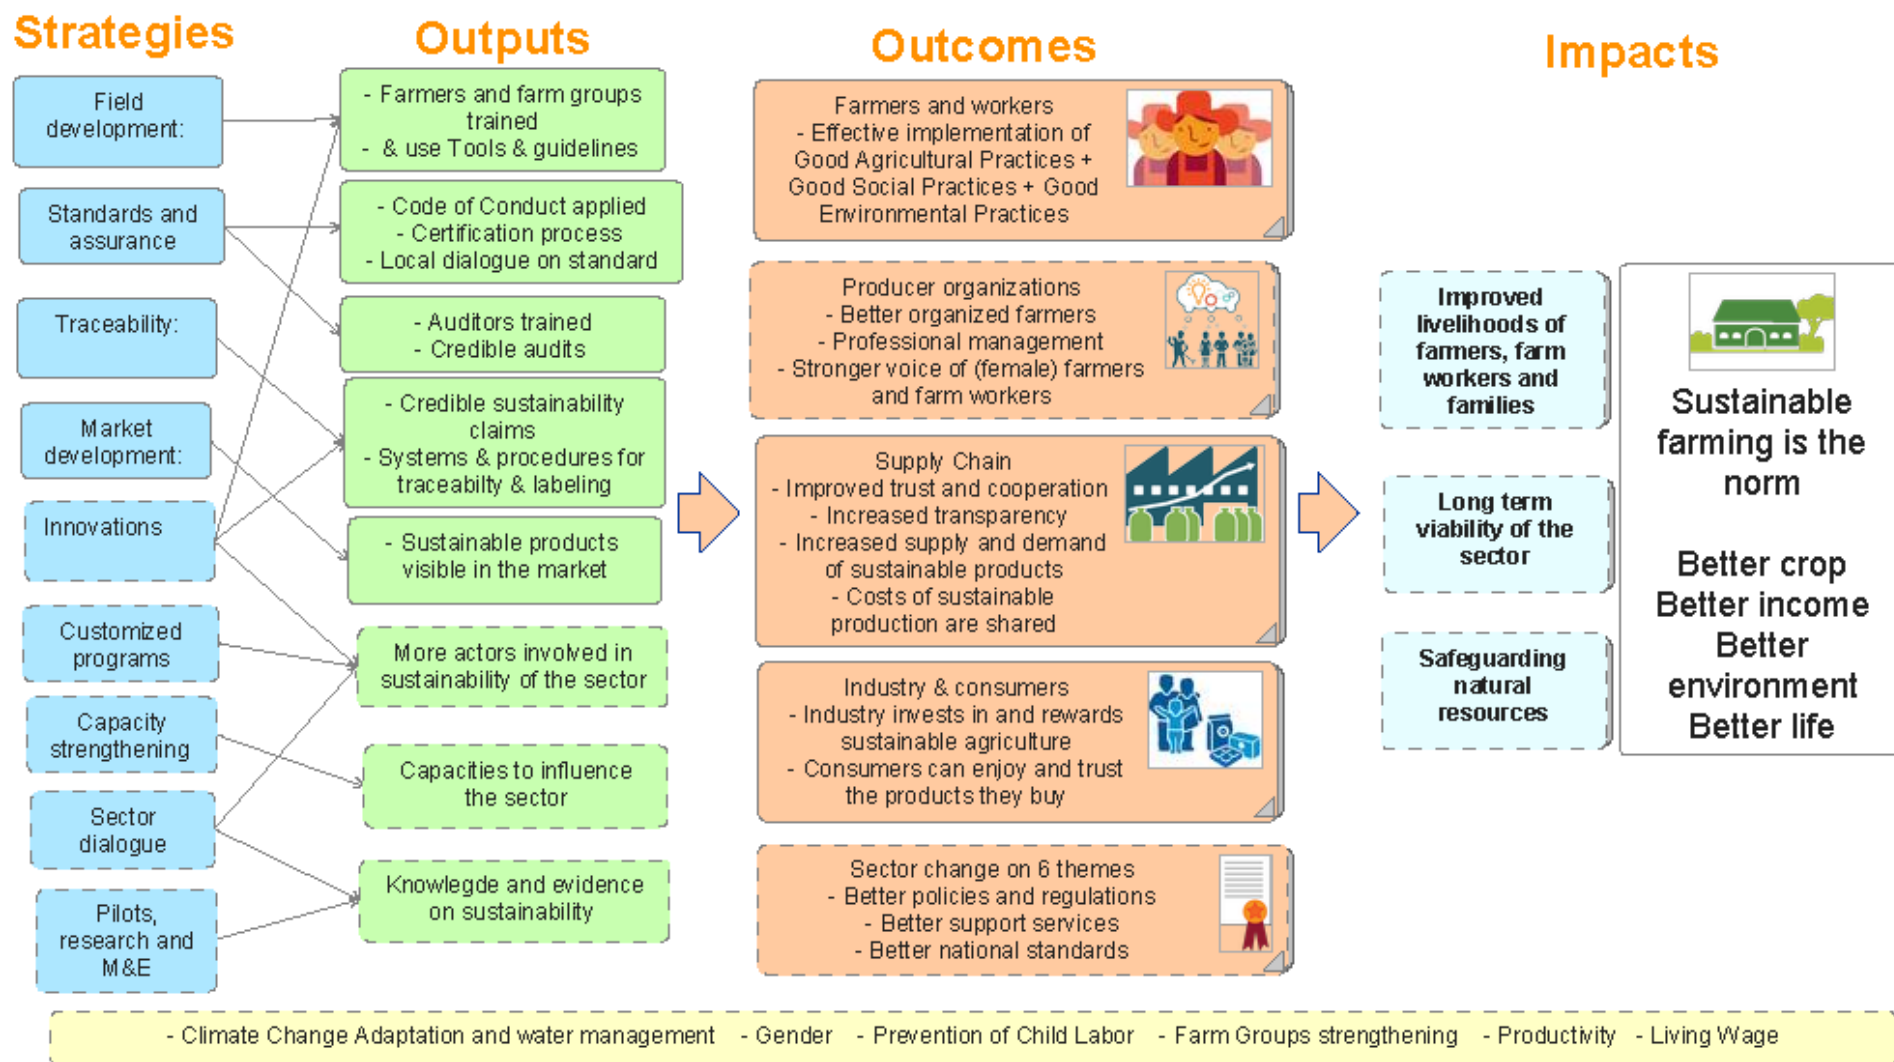 Strategies
Field
development:
Standards and
assurance
Traceability:
Market
development:
Innovations
Customized
programs
Capacity
strengthening
Sector
dialogue
Pilots,
research and
M&E
Outputs
- Farmers and farm groups
trained
- & use Tools & guidelines
- Code of Conduct applied
- Certification process
- Local dialogue on standard
- Auditors trained
- Credible audits
- Credible sustainability
claims
- Systems & procedures for
traceabilty & labeling
- Sustainable products
visible in the market
More actors involved in
sustainability of the sector
Capacities to influence
the sector
Knowlegde and evidence
on sustainability
Outcomes
Farmers and workers
- Effective implementation of
Good Agricultural Practices +
Good Social Practices + Good
Environmental Practices
Producer organizations
- Better organized farmers
- Professional management
- Stronger voice of (female) farmers
and farm workers
Supply Chain
- Improved trust and cooperation
- Increased transparency
- Increased supply and demand
of sustainable products
- Costs of sustainable
production are shared
Industry & consumers
- Industry invests in and rewards
sustainable agriculture
- Consumers can enjoy and trust
the products they buy
Sector change on 6 themes
- Better policies and regulations
- Better support services
- Better national standards
Impacts
Improved
livelihoods of
farmers, farm
workers and
families
Long term
viability of the
sector
Safeguarding
natural
resources
Sustainable
farming is the
norm
Better crop
Better income
Better
environment
Better life
- Climate Change Adaptation and water management - Gender - Prevention of Child Labor - Farm Groups strengthening - Productivity - Living Wage